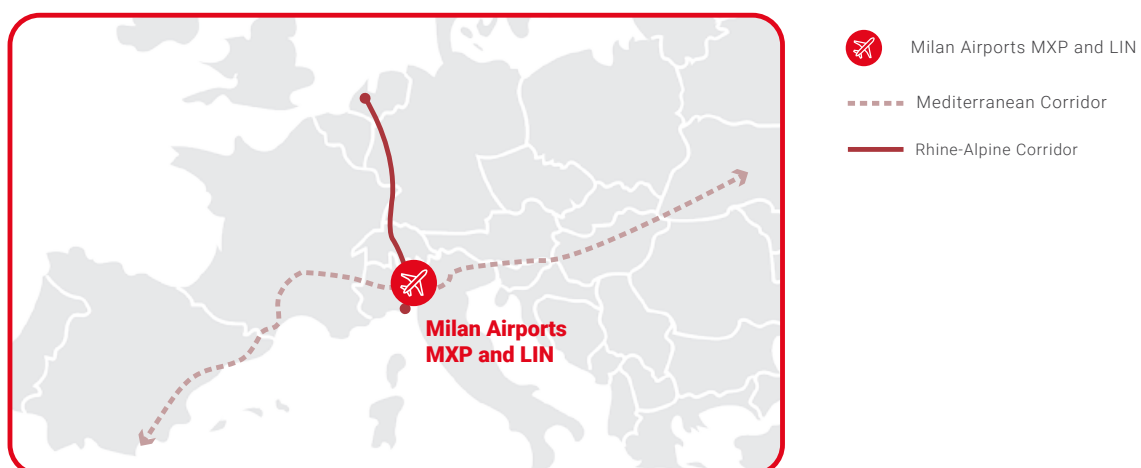 Milan Airports MXP and LIN
Mediterranean Corridor
Rhine-Alpine Corridor
Milan Airports
MXP and LIN